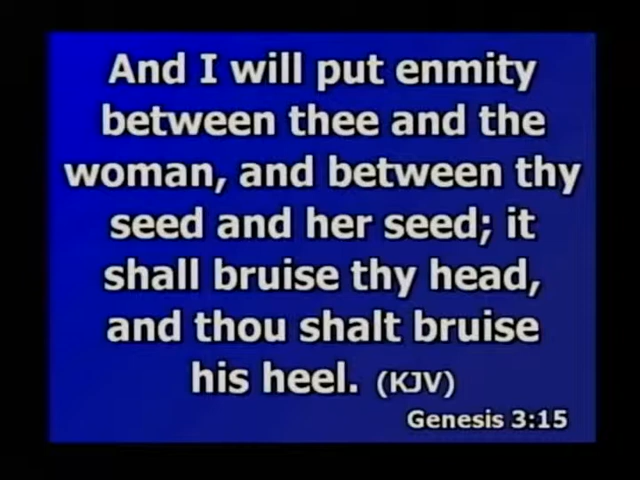 And I will put enmity
between thee and the
woman, and between thy
seed and her seed; it
shall bruise thy head,
and thou shalt bruise
his heel. (KJV)
Genesis 3:15